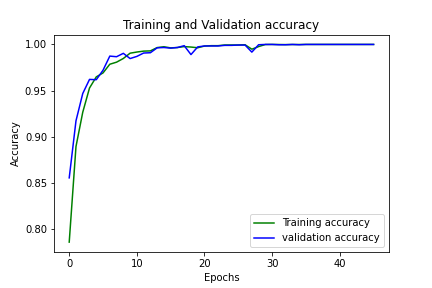 Training and Validation accuracy
1.00
0.95
0.90
0.85
0.80
Accuracy
Training accuracy
validation accuracy
0 10 20 30 40
Epochs